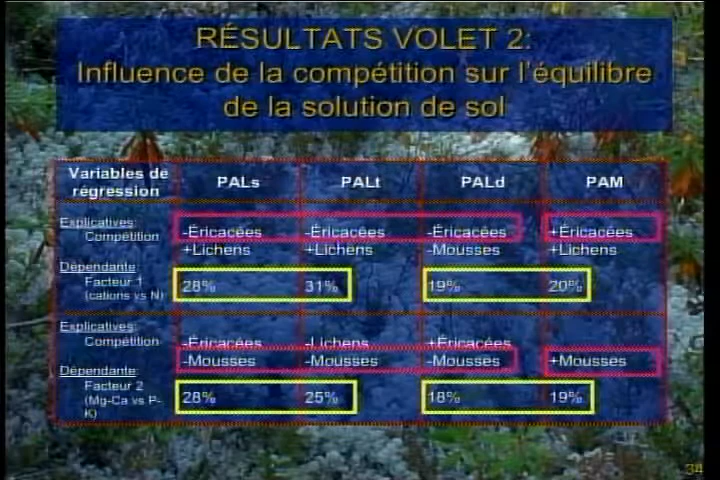 RÉSULTATS VOLET 2:
Influence de la compétition sur l'équilibre
de la solution de sol
Variables de régression PALs PALt PALd PAM
Explicatives:
Compétition -Éricacées -Éricacées -Éricacées +Éricacées
+Lichens +Lichens -Mousses +Lichens
Dépendante:
Facteur 1 (cations vs N) 28% 31% 19% 20%
Explicatives:
Compétition -Éricacées -Lichens +Éricacées
-Mousses -Mousses -Mousses +Mousses
Dépendante:
Facteur 2 (Mg-Ca vs P-K) 28% 25% 18% 19%
34